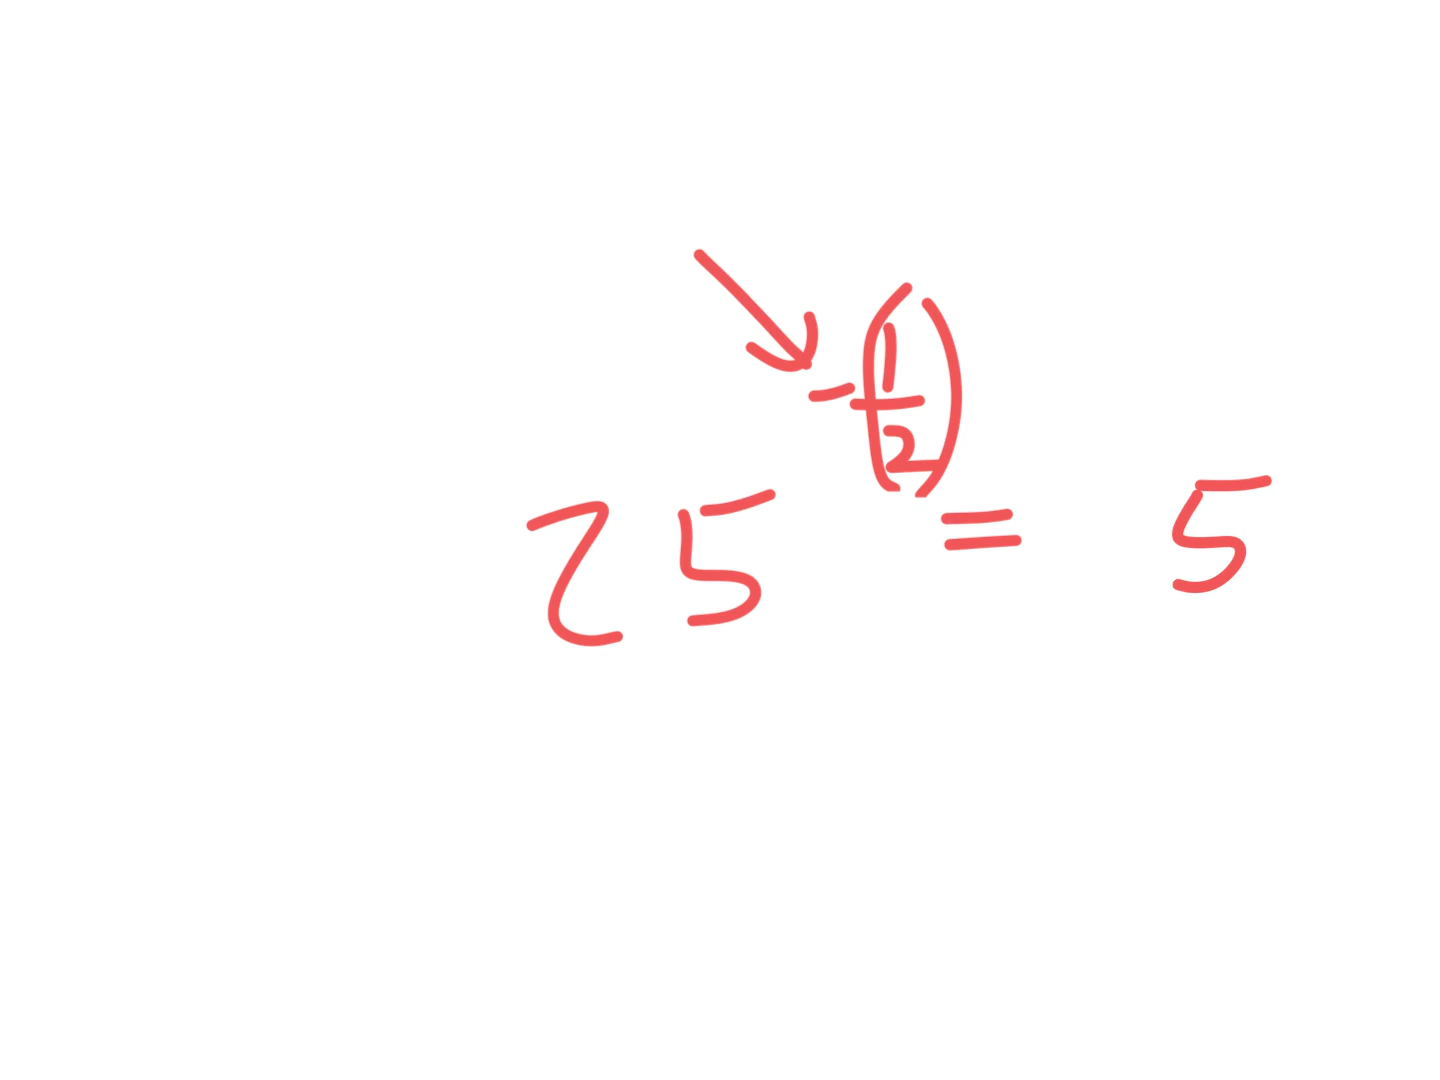 25^{-(1/2)} = 5